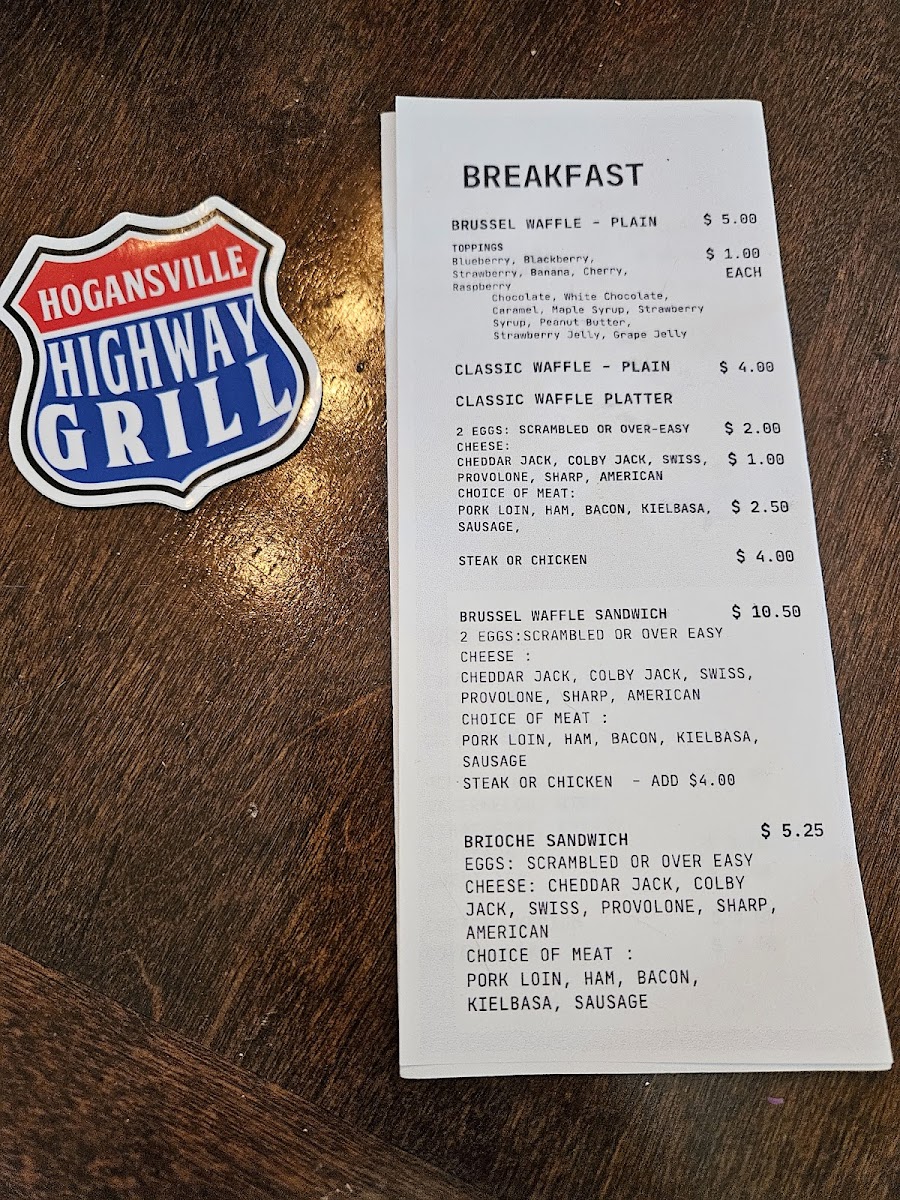 HOGANSVILLE
HIGHWAY
GRILL
BREAKFAST
BRUSSEL WAFFLE - PLAIN $ 5.00
TOPPINGS
Blueberry, Blackberry, $ 1.00
Strawberry, Banana, Cherry, EACH
Raspberry
Chocolate, White Chocolate,
Caramel, Maple Syrup, Strawberry
Syrup, Peanut Butter,
Strawberry Jelly, Grape Jelly
CLASSIC WAFFLE - PLAIN $ 4.00
CLASSIC WAFFLE PLATTER
2 EGGS: SCRAMBLED OR OVER-EASY $ 2.00
CHEESE:
CHEDDAR JACK, COLBY JACK, SWISS, $ 1.00
PROVOLONE, SHARP, AMERICAN
CHOICE OF MEAT:
PORK LOIN, HAM, BACON, KIELBASA, $ 2.50
SAUSAGE,
STEAK OR CHICKEN $ 4.00
BRUSSEL WAFFLE SANDWICH $ 10.50
2 EGGS:SCRAMBLED OR OVER EASY
CHEESE :
CHEDDAR JACK, COLBY JACK, SWISS,
PROVOLONE, SHARP, AMERICAN
CHOICE OF MEAT :
PORK LOIN, HAM, BACON, KIELBASA,
SAUSAGE
STEAK OR CHICKEN - ADD $4.00
BRIOCHE SANDWICH $ 5.25
EGGS: SCRAMBLED OR OVER EASY
CHEESE: CHEDDAR JACK, COLBY
JACK, SWISS, PROVOLONE, SHARP,
AMERICAN
CHOICE OF MEAT :
PORK LOIN, HAM, BACON,
KIELBASA, SAUSAGE